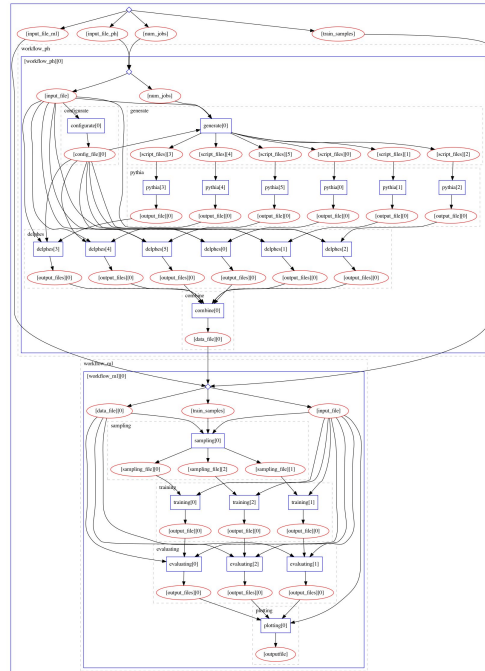 [input_file_ml] [input_file_ph] [num_jobs] [train_samples]
workflow_ph
[workflow_ph][0]
[input_file] [num_jobs]
configurate generate
configurate[0] generate[0]
[config_file][0] [script_files][3] [script_files][4] [script_files][5] [script_files][0] [script_files][1] [script_files][2]
pythia
pythia[3] pythia[4] pythia[5] pythia[0] pythia[1] pythia[2]
[output_file][0] [output_file][0] [output_file][0] [output_file][0] [output_file][0] [output_file][0]
delphes
delphes[3] delphes[4] delphes[5] delphes[0] delphes[1] delphes[2]
[output_files][0] [output_files][0] [output_files][0] [output_files][0] [output_files][0] [output_files][0]
combine
combine[0]
[data_file][0]
workflow_ml
[workflow_ml][0]
[data_file][0] [train_samples] [input_file]
sampling
sampling[0]
[sampling_file][0] [sampling_file][2] [sampling_file][1]
training
training[0] training[2] training[1]
[output_file][0] [output_file][0] [output_file][0]
evaluating
evaluating[0] evaluating[2] evaluating[1]
[output_files][0] [output_files][0] [output_files][0]
plotting
plotting[0]
[outputfile]